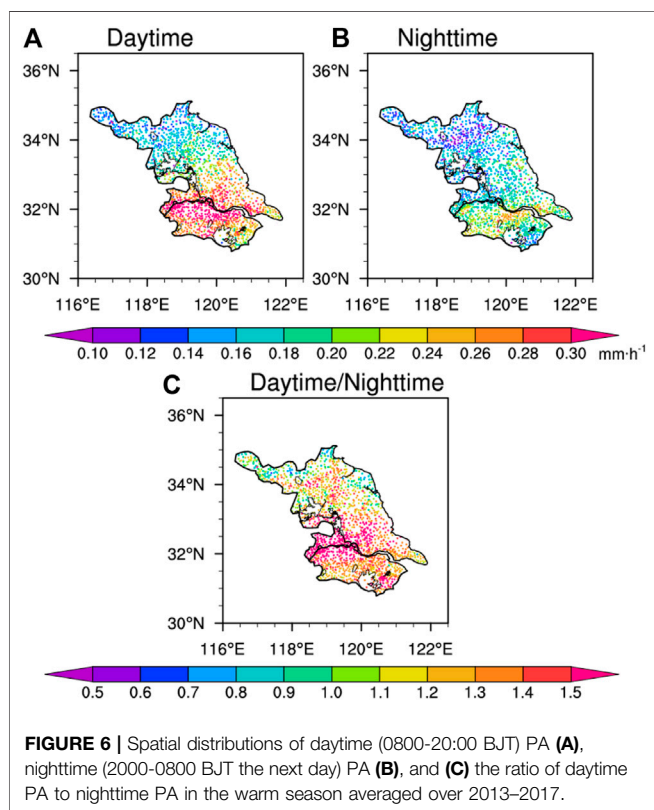 A Daytime
B Nighttime
36°N
34°N
32°N
30°N
116°E 118°E 120°E 122°E
36°N
34°N
32°N
30°N
116°E 118°E 120°E 122°E
0.10 0.12 0.14 0.16 0.18 0.20 0.22 0.24 0.26 0.28 0.30 mm·h⁻¹
C Daytime/Nighttime
36°N
34°N
32°N
30°N
116°E 118°E 120°E 122°E
0.5 0.6 0.7 0.8 0.9 1.0 1.1 1.2 1.3 1.4 1.5
FIGURE 6 | Spatial distributions of daytime (0800-20:00 BJT) PA (A),
nighttime (2000-0800 BJT the next day) PA (B), and (C) the ratio of daytime
PA to nighttime PA in the warm season averaged over 2013–2017.